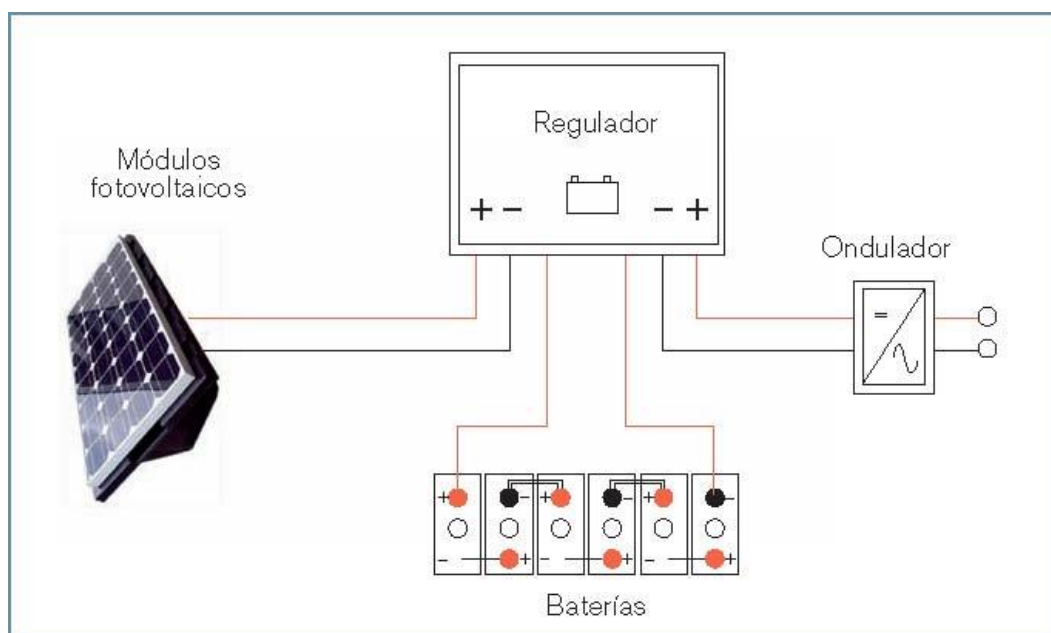 Regulador
Módulos
fotovoltaicos
+ − − +
Ondulador
= 
+ − + − + −
− + − + − +
Baterías